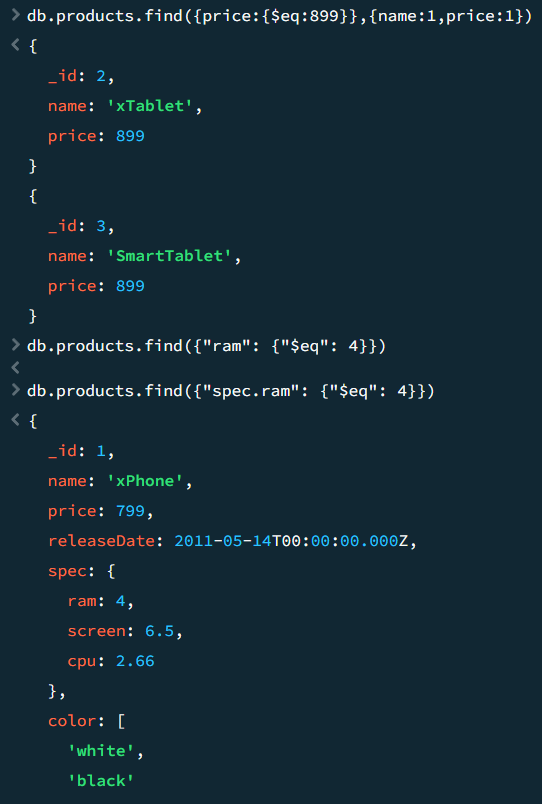 > db.products.find({price:{$eq:899}},{name:1,price:1})
< {
_id: 2,
name: 'xTablet',
price: 899
}
{
_id: 3,
name: 'SmartTablet',
price: 899
}
> db.products.find({"ram": {"$eq": 4}})
<
> db.products.find({"spec.ram": {"$eq": 4}})
< {
_id: 1,
name: 'xPhone',
price: 799,
releaseDate: 2011-05-14T00:00:00.000Z,
spec: {
ram: 4,
screen: 6.5,
cpu: 2.66
},
color: [
'white',
'black'